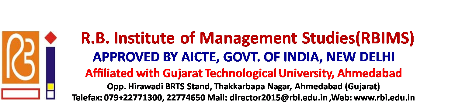 R.B. Institute of Management Studies(RBIMS)
APPROVED BY AICTE, GOVT. OF INDIA, NEW DELHI
Affiliated with Gujarat Technological University, Ahmedabad
Opp. Hirawadi BRTS Stand, Thakkarbapa Nagar, Ahmedabad (Gujarat)
Telefax: 079+22771300, 22774650 Mail: director2015@rbi.edu.in ,Web: www.rbi.edu.in